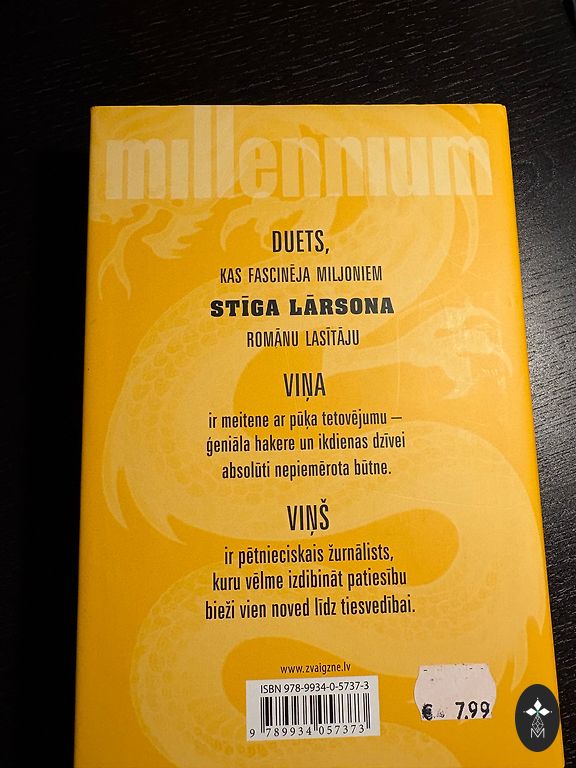 millennium
DUETS,
KAS FASCINĒJA MILJONIEM
STĪGA LĀRSONA
ROMĀNU LASĪTĀJU
VIŅA
ir meitene ar pūķa tetovējumu –
ģeniāla hakere un ikdienas dzīvei
absolūti nepiemērota būtne.
VIŅŠ
ir pētnieciskais žurnālists,
kuru vēlme izdibināt patiesību
bieži vien noved līdz tiesvedībai.
www.zvaigzne.lv
ISBN 978-9934-0-5737-3
9 789934 057373
€ 7.99
M